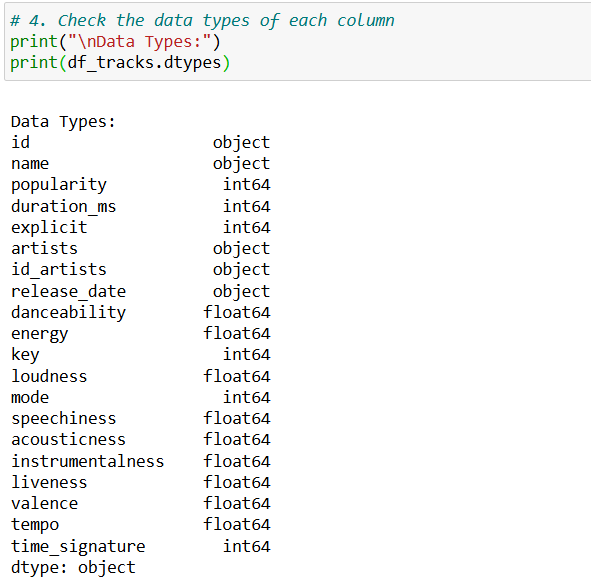 # 4. Check the data types of each column
print("\nData Types:")
print(df_tracks.dtypes)
Data Types:
id                   object
name                 object
popularity            int64
duration_ms           int64
explicit              int64
artists              object
id_artists           object
release_date         object
danceability        float64
energy              float64
key                   int64
loudness            float64
mode                  int64
speechiness         float64
acousticness        float64
instrumentalness    float64
liveness            float64
valence             float64
tempo               float64
time_signature        int64
dtype: object